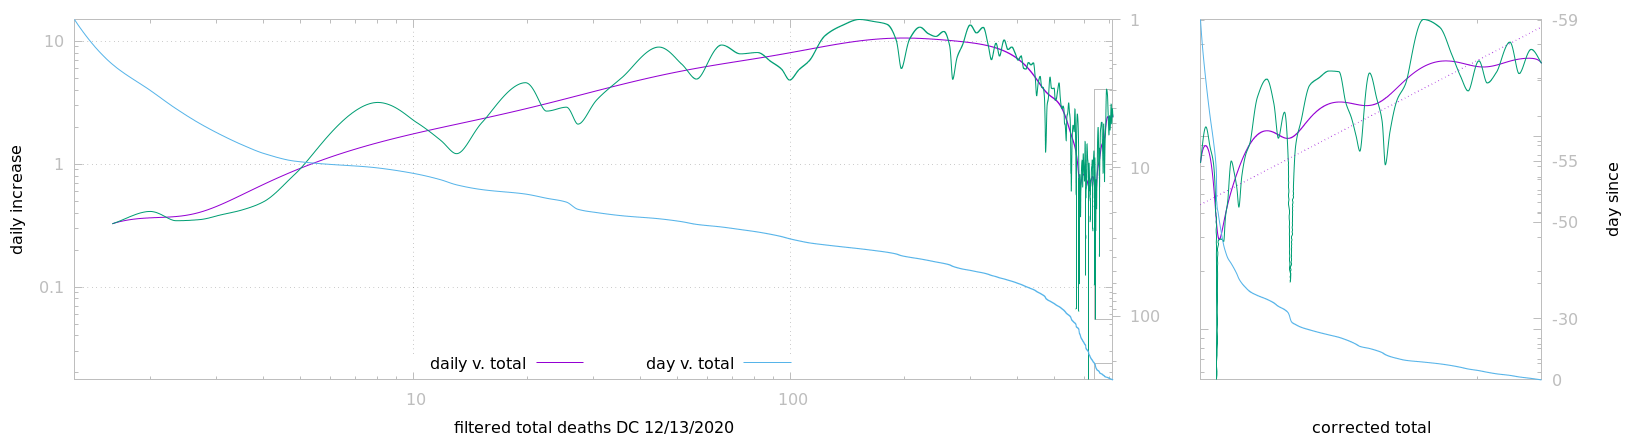 10
1
0.1
daily increase
1
10
100
daily v. total
day v. total
10
100
filtered total deaths DC 12/13/2020
-59
-55
-50
-30
0
day since
corrected total